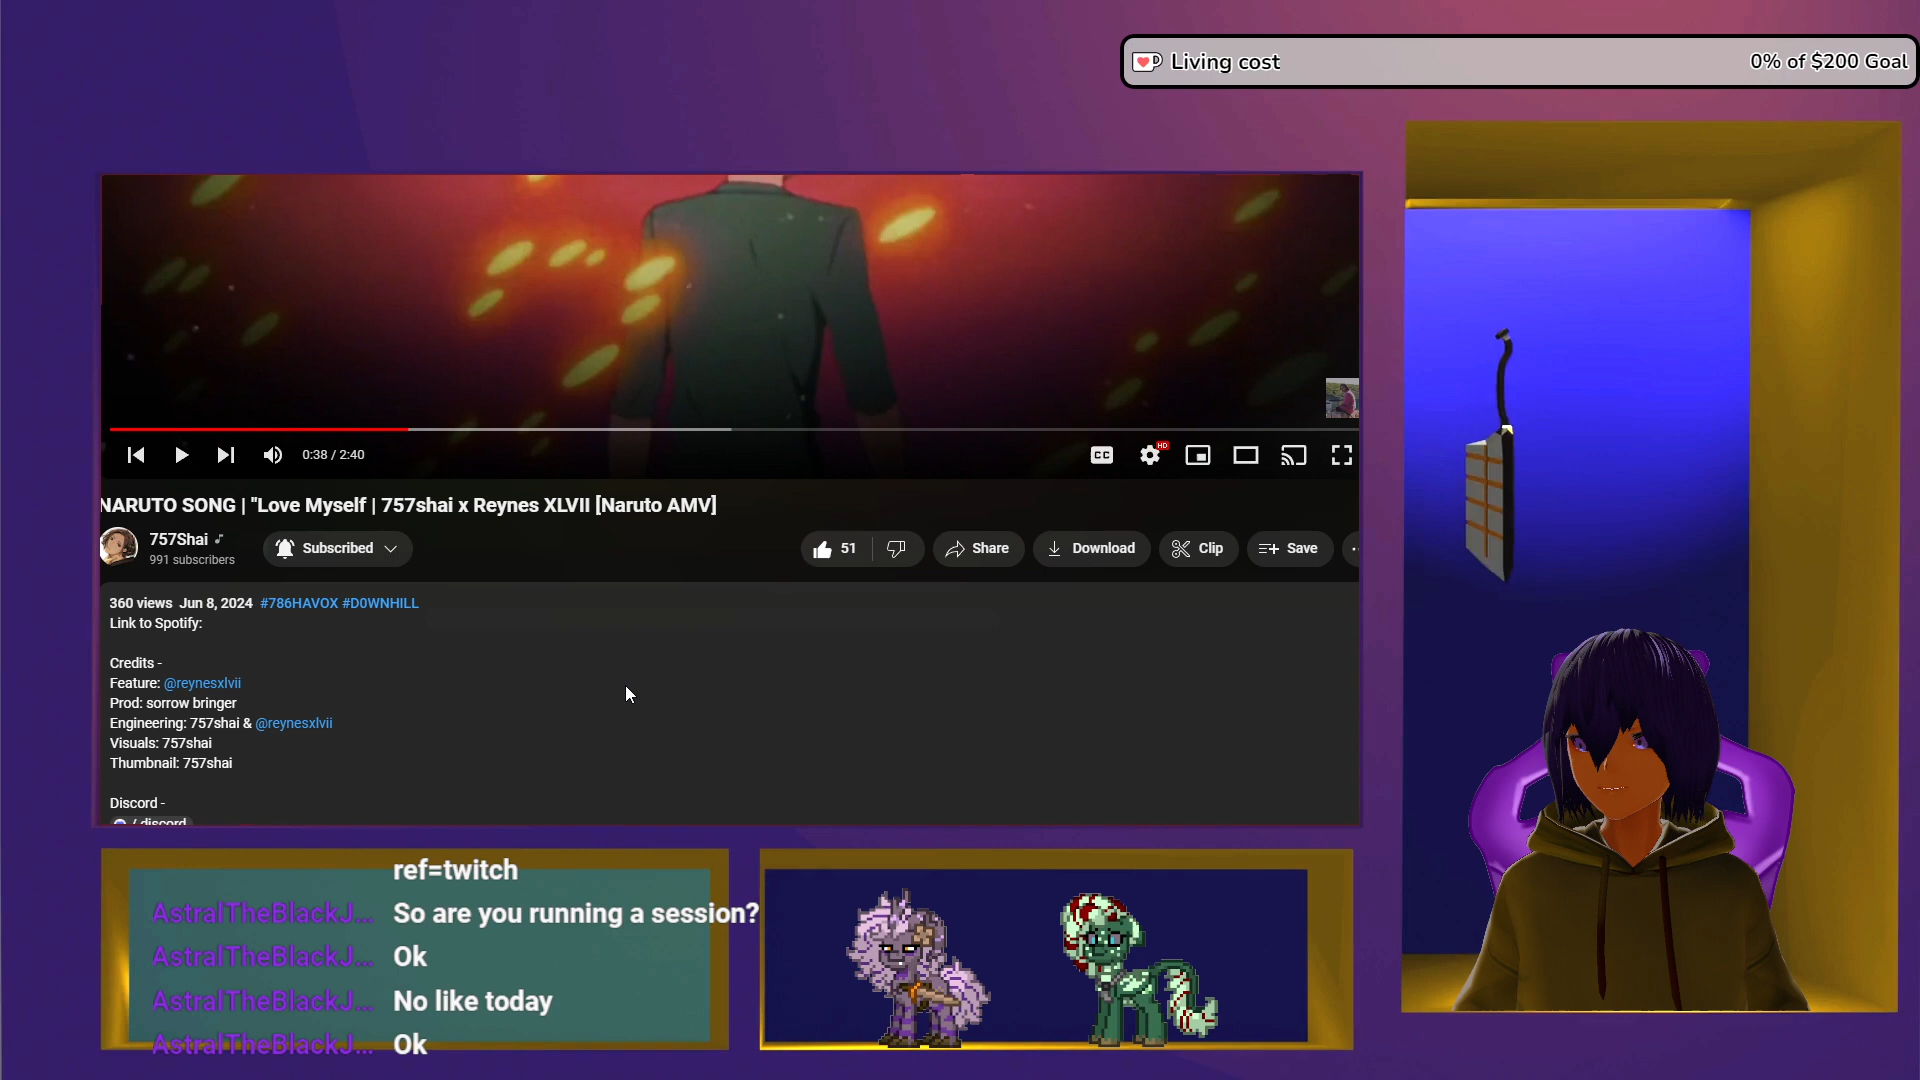 Living cost
0% of $200 Goal
0:38 / 2:40
CC
HD
NARUTO SONG | "Love Myself | 757shai x Reynes XLVII [Naruto AMV]
757Shai
991 subscribers
Subscribed
51
Share
Download
Clip
Save
360 views Jun 8, 2024 #786HAVOX #D0WNHILL
Link to Spotify:
Credits -
Feature: @reynesxlvii
Prod: sorrow bringer
Engineering: 757shai & @reynesxlvii
Visuals: 757shai
Thumbnail: 757shai
Discord -
/ discord
ref=twitch
AstralTheBlackJ... So are you running a session?
AstralTheBlackJ... Ok
AstralTheBlackJ... No like today
AstralTheBlackJ... Ok